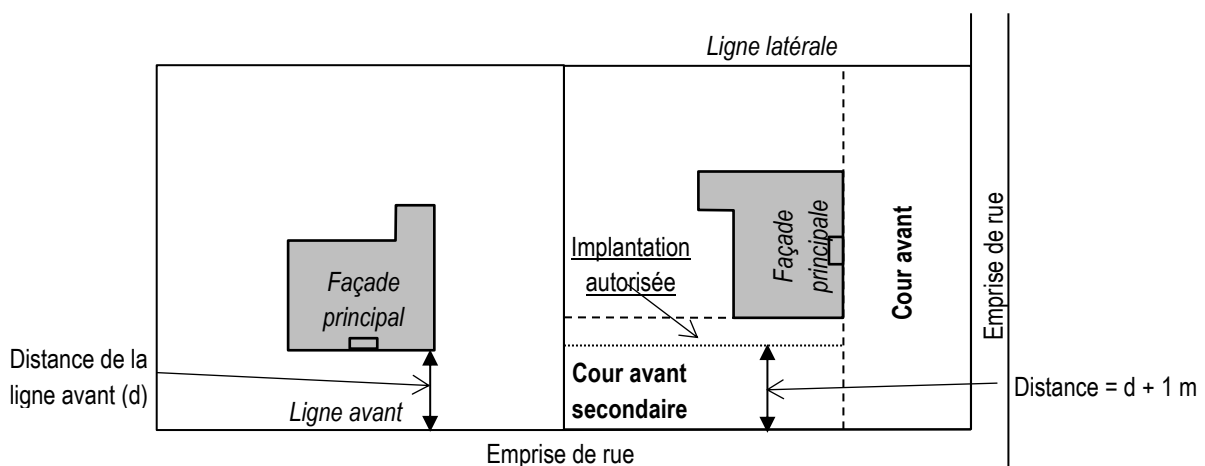 Ligne latérale
Façade
principale
Cour avant
Emprise de rue
Implantation
autorisée
Façade
principal
Distance de la
ligne avant (d)
Ligne avant
Cour avant
secondaire
Distance = d + 1 m
Emprise de rue